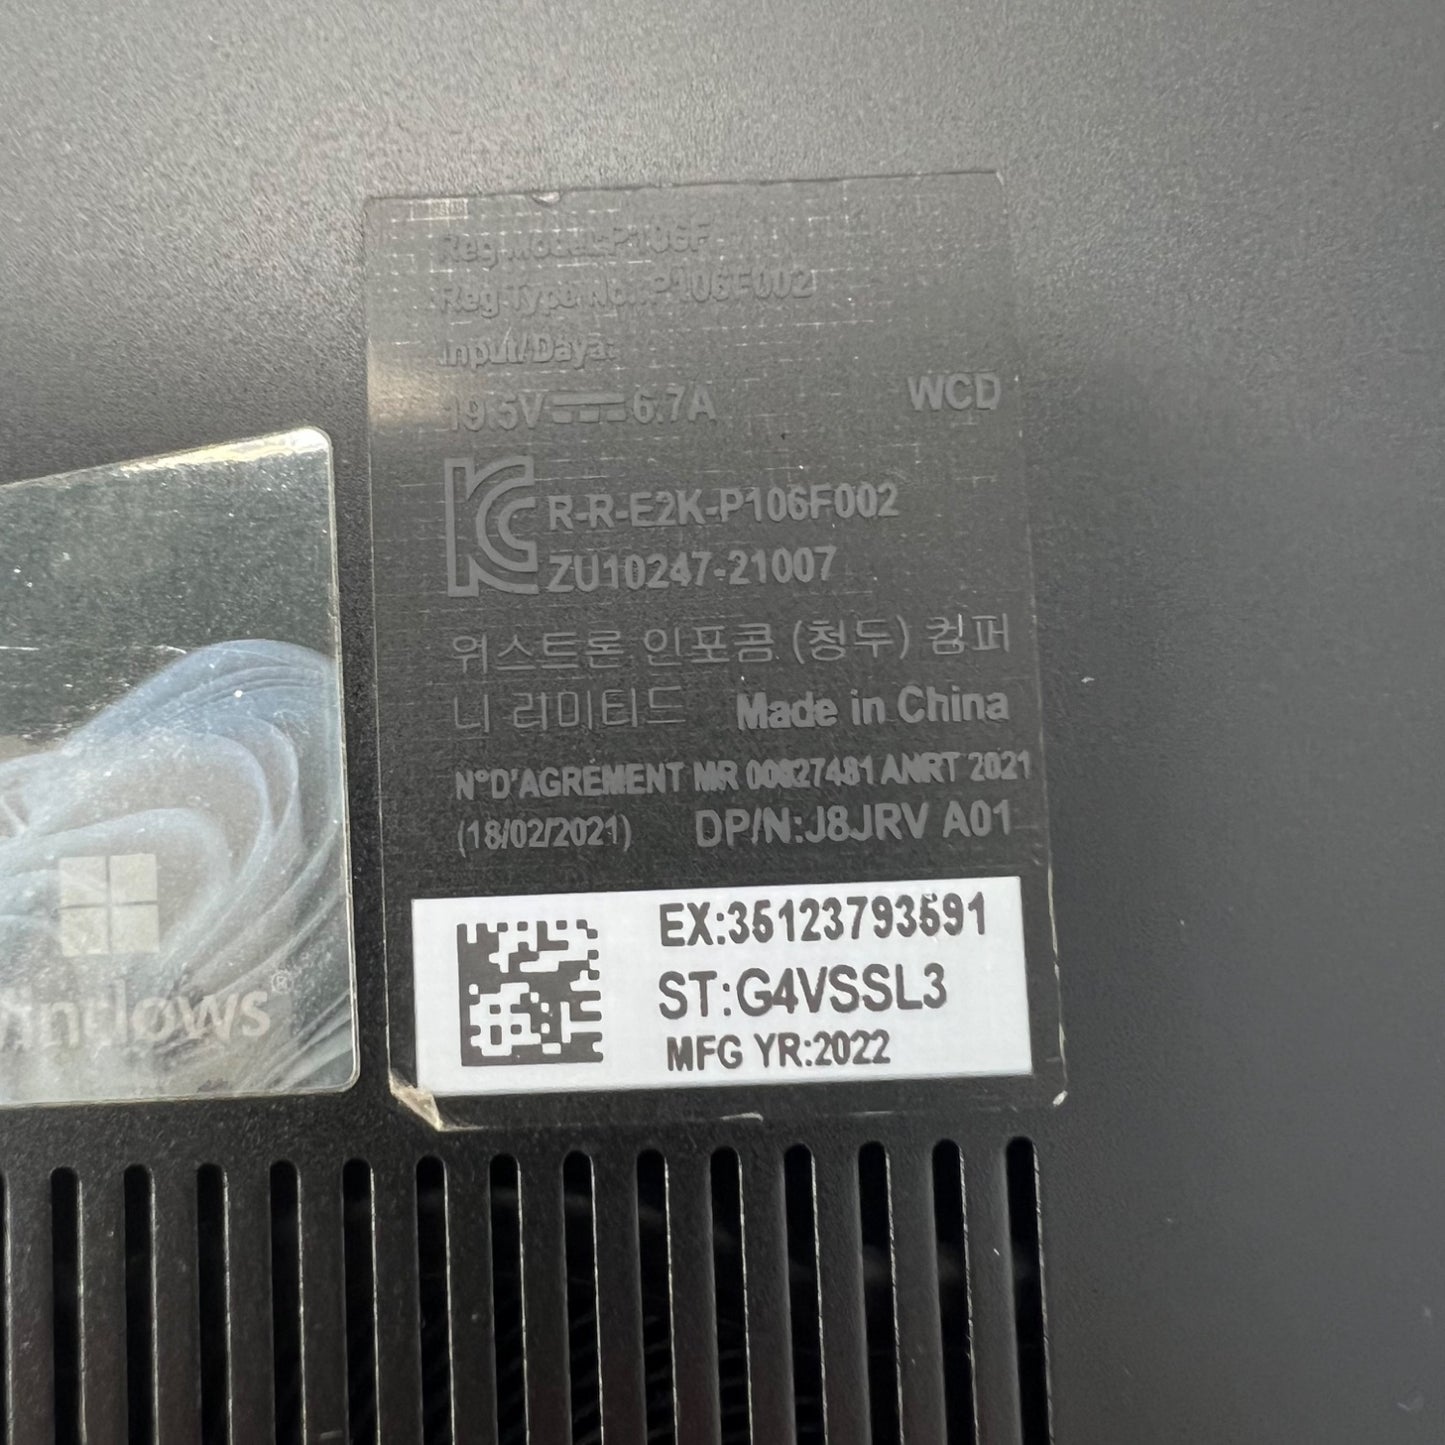 Reg Model:P106F
Reg Type No.:P106F002
Input/Daya:
19.5V 6.7A WCD
R-R-E2K-P106F002
ZU10247-21007
위스트론 인포콤 (청두) 컴퍼
니 리미티드 Made in China
N°D'AGREMENT MR 00027481 ANRT 2021
(18/02/2021) DP/N:J8JRV A01
EX:35123793591
ST:G4VSSL3
MFG YR:2022
Windows®